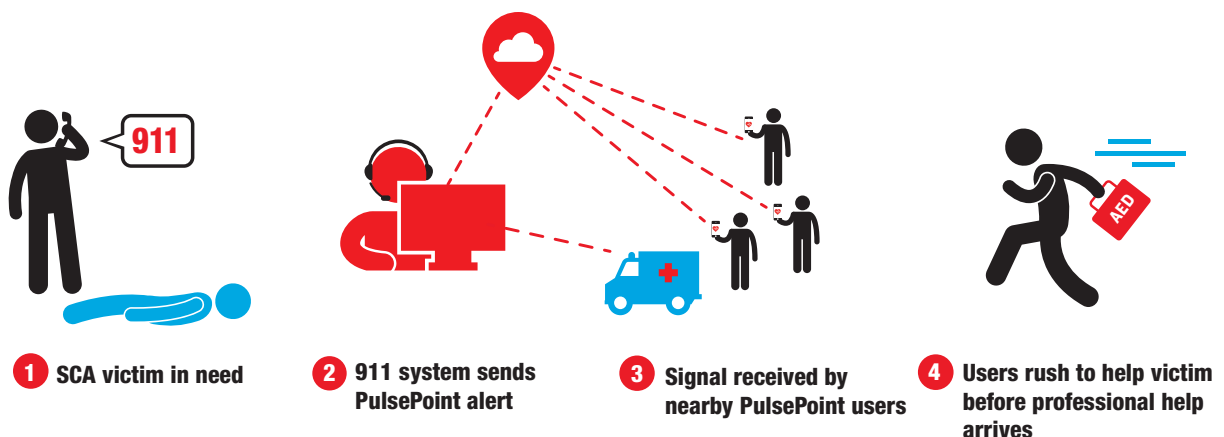 911
AED
1 SCA victim in need
2 911 system sends
PulsePoint alert
3 Signal received by
nearby PulsePoint users
4 Users rush to help victim
before professional help
arrives